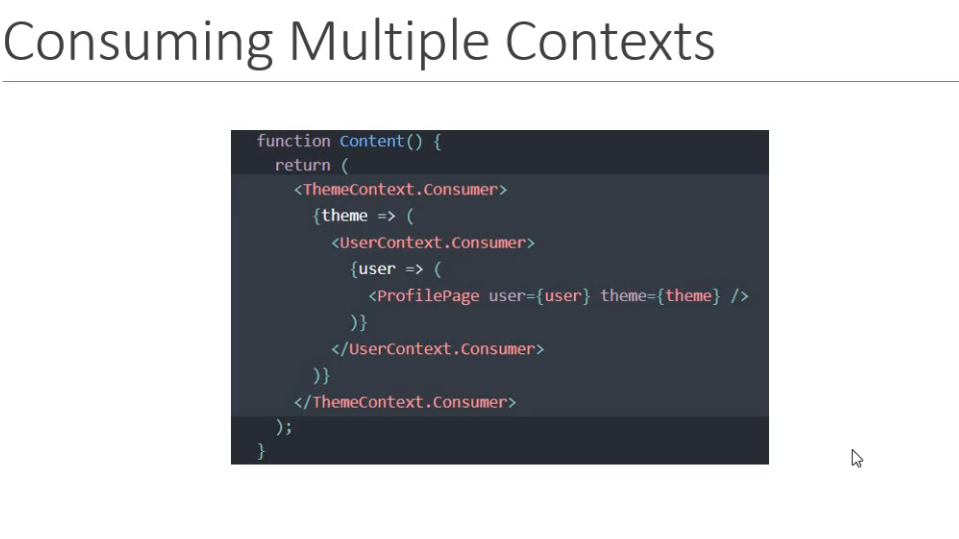 Consuming Multiple Contexts
function Content() {
return (
<ThemeContext.Consumer>
{theme => (
<UserContext.Consumer>
{user => (
<ProfilePage user={user} theme={theme} />
)}
</UserContext.Consumer>
)}
</ThemeContext.Consumer>
);
}